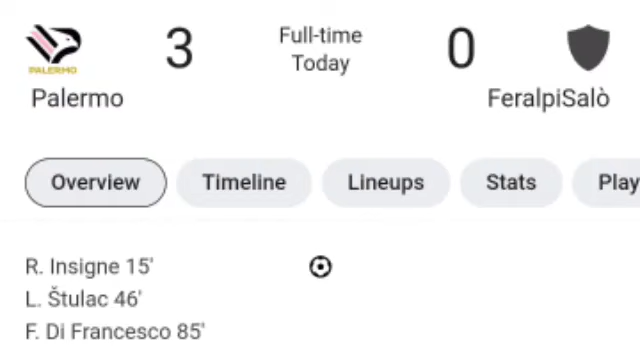 PALERMO
3
Full-time
Today
0
Palermo
FeralpiSalò
Overview
Timeline
Lineups
Stats
Play
R. Insigne 15'
L. Štulac 46'
F. Di Francesco 85'